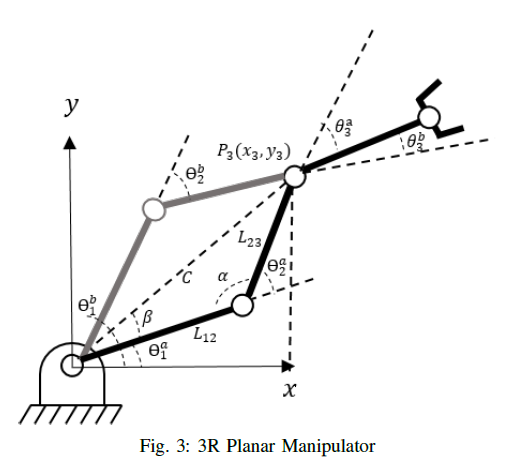 y
P₃(x₃, y₃)
θ₃ᵃ
θ₃ᵇ
Θ₂ᵇ
L₂₃
C
α
Θ₂ᵃ
Θ₁ᵇ
β
L₁₂
Θ₁ᵃ
x
Fig. 3: 3R Planar Manipulator